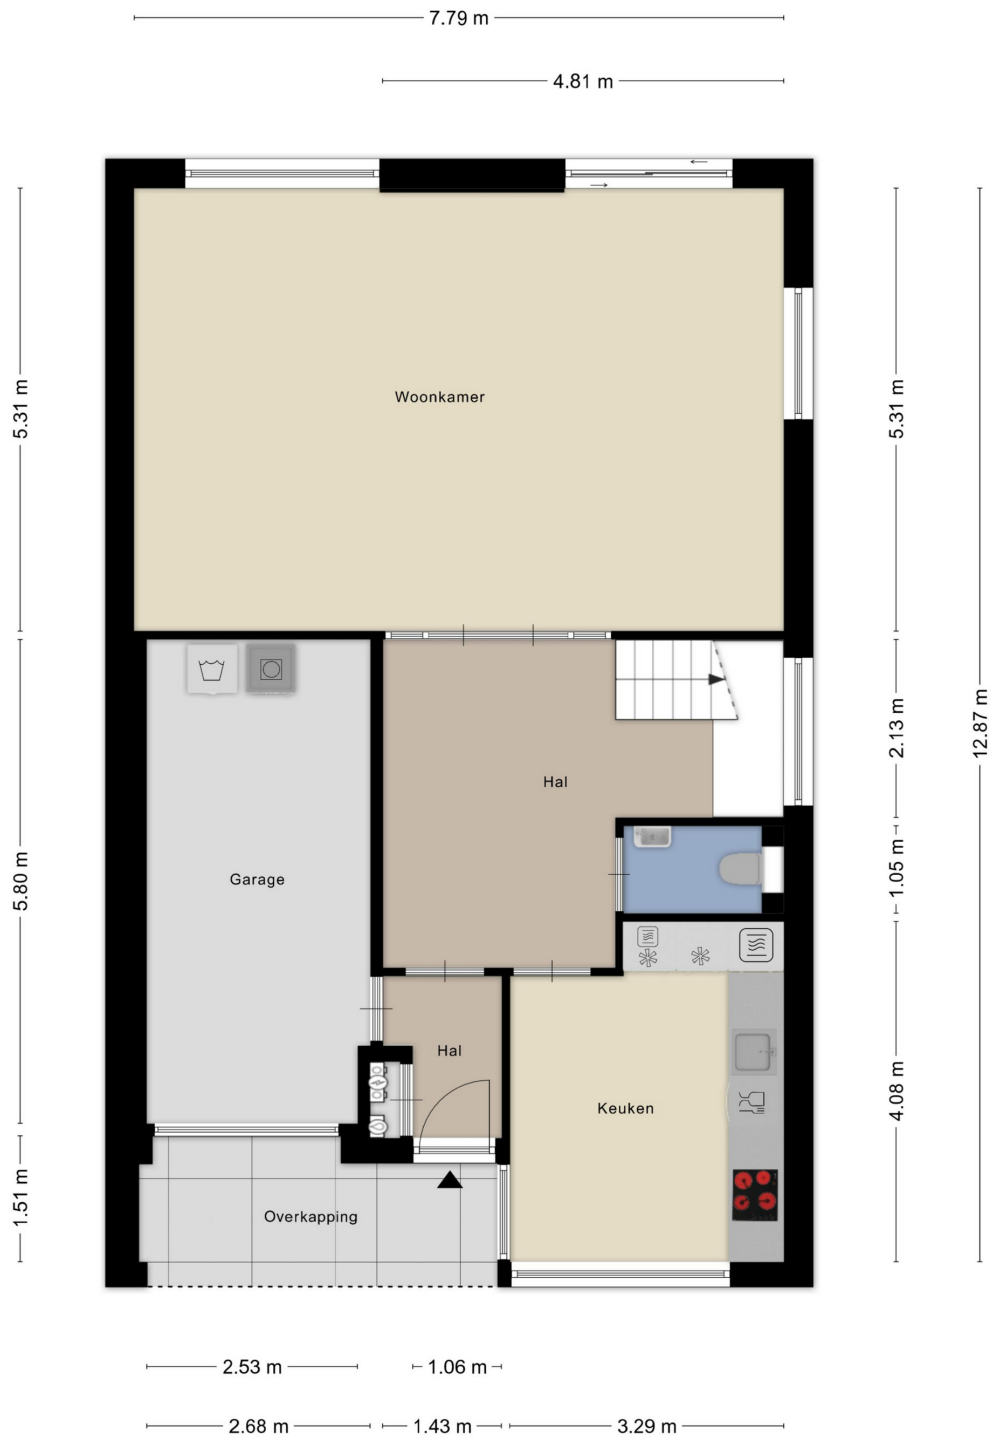 7.79 m
4.81 m
5.31 m
5.31 m
Woonkamer
12.87 m
2.13 m
Hal
5.80 m
Garage
1.05 m
Hal
4.08 m
Keuken
1.51 m
Overkapping
2.53 m
1.06 m
2.68 m
1.43 m
3.29 m